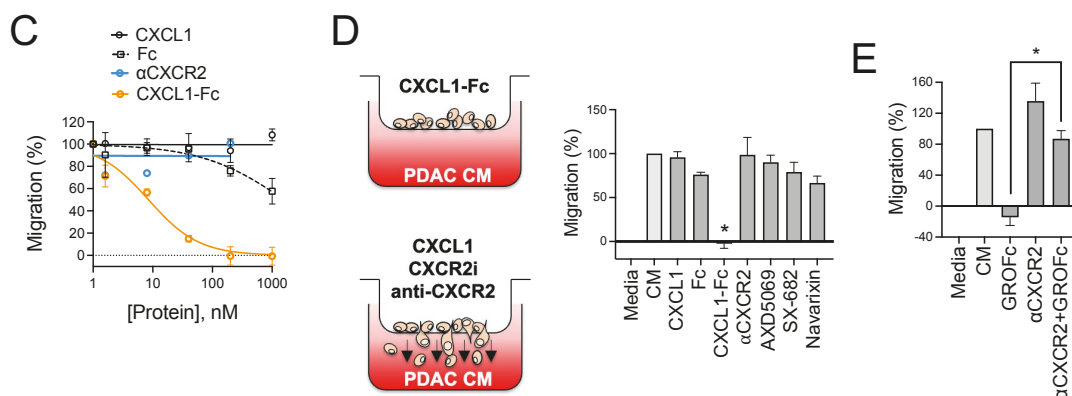 C
CXCL1
Fc
αCXCR2
CXCL1-Fc
Migration (%)
120
100
80
60
40
20
0
1
10
100
1000
[Protein], nM
D
CXCL1-Fc
PDAC CM
CXCL1
CXCR2i
anti-CXCR2
PDAC CM
Migration (%)
150
100
50
0
*
Media
CM
CXCL1
Fc
CXCL1-Fc
αCXCR2
AXD5069
SX-682
Navarixin
E
*
Migration (%)
160
120
80
40
0
-40
Media
CM
GROFc
αCXCR2
αCXCR2+GROFc